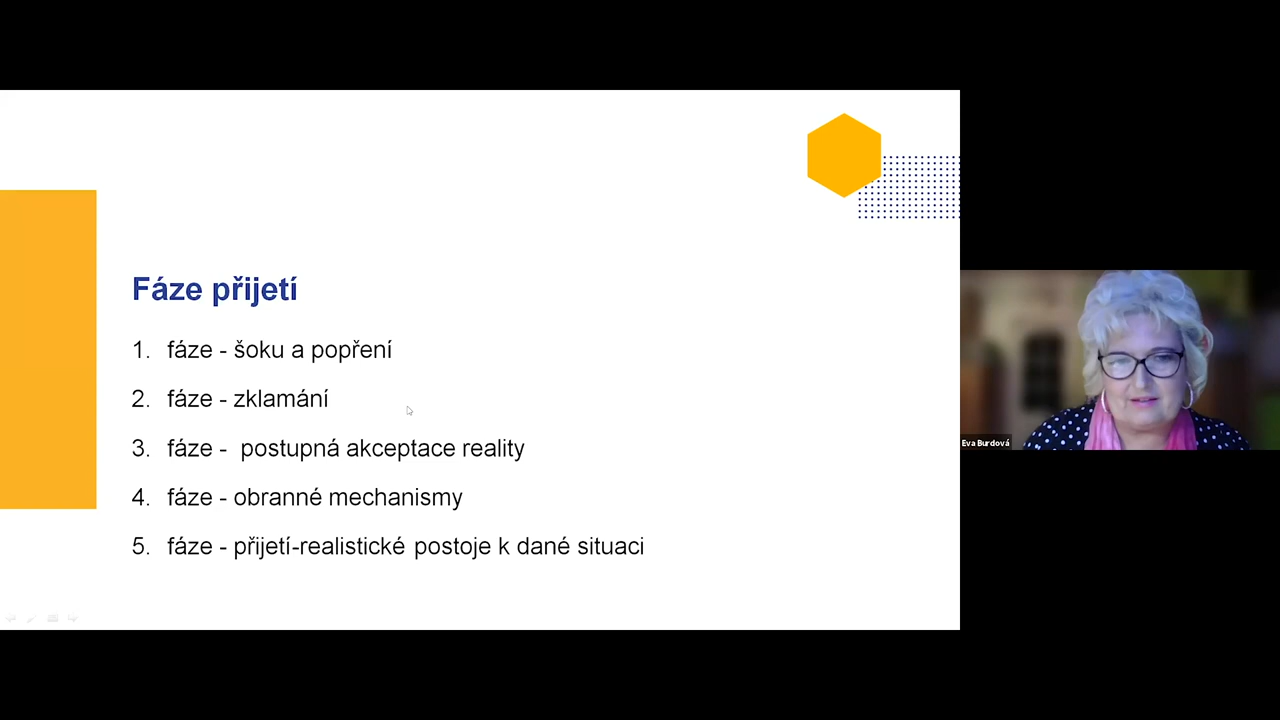 Fáze přijetí
1. fáze - šoku a popření
2. fáze - zklamání
3. fáze - postupná akceptace reality
4. fáze - obranné mechanismy
5. fáze - přijetí-realistické postoje k dané situaci
Eva Burdová